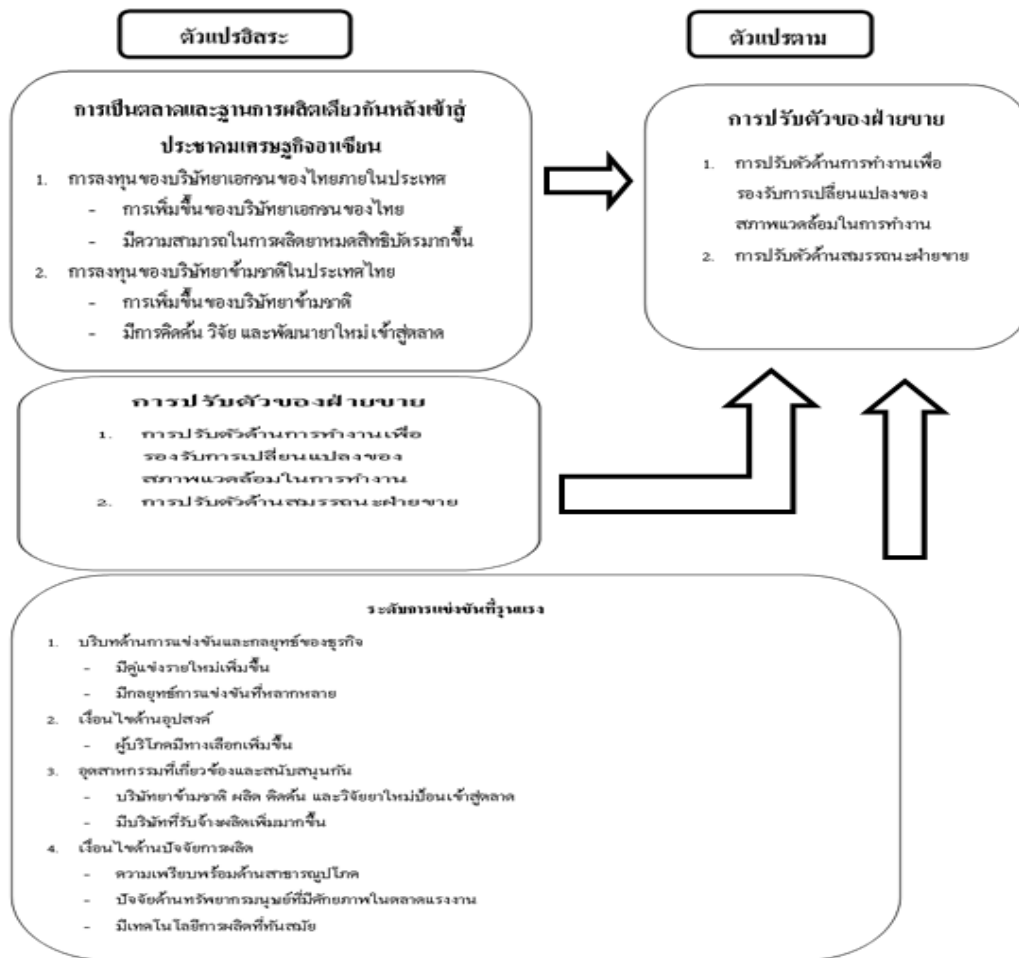 ตัวแปรอิสระ
ตัวแปรตาม
การเป็นตลาดและฐานการผลิตเดียวกันหลังเข้าสู่
ประชาคมเศรษฐกิจอาเซียน
1. การลงทุนของบริษัทยาเอกชนของไทยภายในประเทศ
- การเพิ่มขึ้นของบริษัทยาเอกชนของไทย
- มีความสามารถในการผลิตยาหมดสิทธิบัตรมากขึ้น
2. การลงทุนของบริษัทยาข้ามชาติในประเทศไทย
- การเพิ่มขึ้นของบริษัทยาข้ามชาติ
- มีการคิดค้น วิจัย และพัฒนายาใหม่ เข้าสู่ตลาด
การปรับตัวของฝ่ายขาย
1. การปรับตัวด้านการทำงานเพื่อ
รองรับการเปลี่ยนแปลงของ
สภาพแวดล้อมในการทำงาน
2. การปรับตัวด้านสมรรถนะฝ่ายขาย
การปรับตัวของฝ่ายขาย
1. การปรับตัวด้านการทำงานเพื่อ
รองรับการเปลี่ยนแปลงของ
สภาพแวดล้อมในการทำงาน
2. การปรับตัวด้านสมรรถนะฝ่ายขาย
ระดับการแข่งขันที่รุนแรง
1. บริบทด้านการแข่งขันและกลยุทธ์ของธุรกิจ
- มีคู่แข่งรายใหม่เพิ่มขึ้น
- มีกลยุทธ์การแข่งขันที่หลากหลาย
2. เงื่อนไขด้านอุปสงค์
- ผู้บริโภคมีทางเลือกเพิ่มขึ้น
3. อุตสาหกรรมที่เกี่ยวข้องและสนับสนุนกัน
- บริษัทยาข้ามชาติ ผลิต คิดค้น และวิจัยยาใหม่ป้อนเข้าสู่ตลาด
- มีบริษัทที่รับจ้างผลิตเพิ่มมากขึ้น
4. เงื่อนไขด้านปัจจัยการผลิต
- ความเพรียบพร้อมด้านสาธารณูปโภค
- ปัจจัยด้านทรัพยากรมนุษย์ที่มีศักยภาพในตลาดแรงงาน
- มีเทคโนโลยีการผลิตที่ทันสมัย